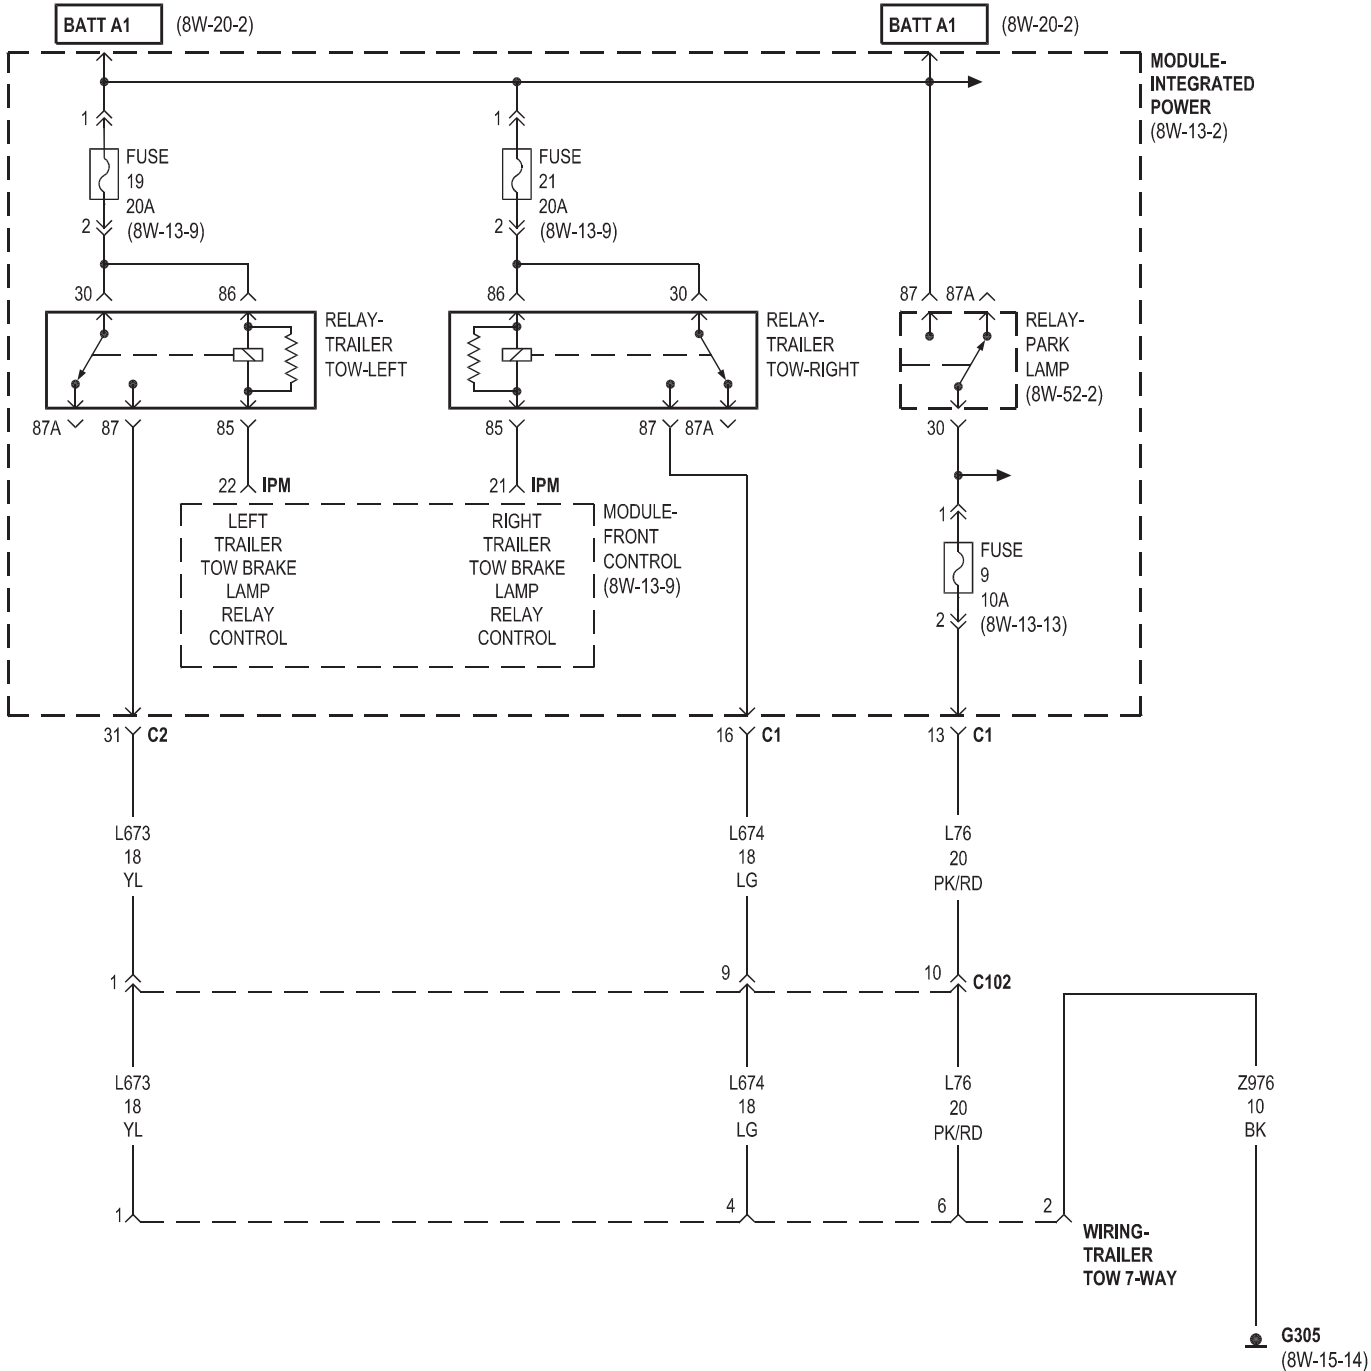 BATT A1 (8W-20-2)
BATT A1 (8W-20-2)
MODULE-
INTEGRATED
POWER
(8W-13-2)
1
FUSE
19
20A
2
(8W-13-9)
1
FUSE
21
20A
2
(8W-13-9)
30
86
86
30
87
87A
RELAY-
TRAILER
TOW-LEFT
RELAY-
TRAILER
TOW-RIGHT
RELAY-
PARK
LAMP
(8W-52-2)
87A
87
85
85
87
87A
30
22
IPM
21
IPM
LEFT
TRAILER
TOW BRAKE
LAMP
RELAY
CONTROL
RIGHT
TRAILER
TOW BRAKE
LAMP
RELAY
CONTROL
MODULE-
FRONT
CONTROL
(8W-13-9)
1
FUSE
9
10A
2
(8W-13-13)
31
C2
16
C1
13
C1
L673
18
YL
L674
18
LG
L76
20
PK/RD
1
9
10
C102
L673
18
YL
L674
18
LG
L76
20
PK/RD
Z976
10
BK
1
4
6
2
WIRING-
TRAILER
TOW 7-WAY
G305
(8W-15-14)